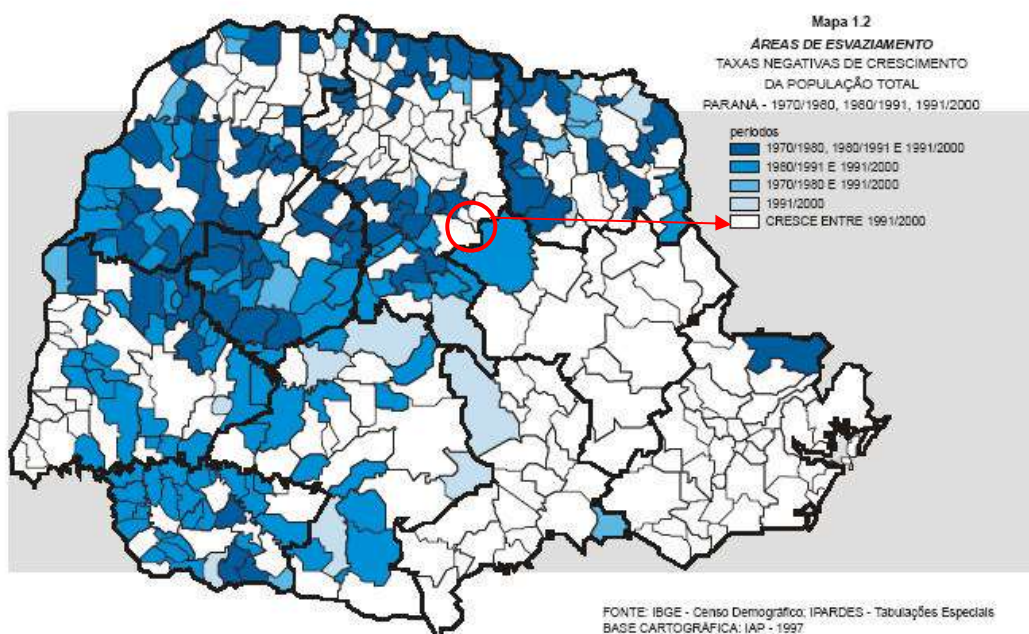 Mapa 1.2
ÁREAS DE ESVAZIAMENTO
TAXAS NEGATIVAS DE CRESCIMENTO
DA POPULAÇÃO TOTAL
PARANÁ - 1970/1980, 1980/1991, 1991/2000
períodos
1970/1980, 1980/1991 E 1991/2000
1980/1991 E 1991/2000
1970/1980 E 1991/2000
1991/2000
CRESCE ENTRE 1991/2000
FONTE: IBGE - Censo Demográfico; IPARDES - Tabulações Especiais
BASE CARTOGRÁFICA: IAP - 1997